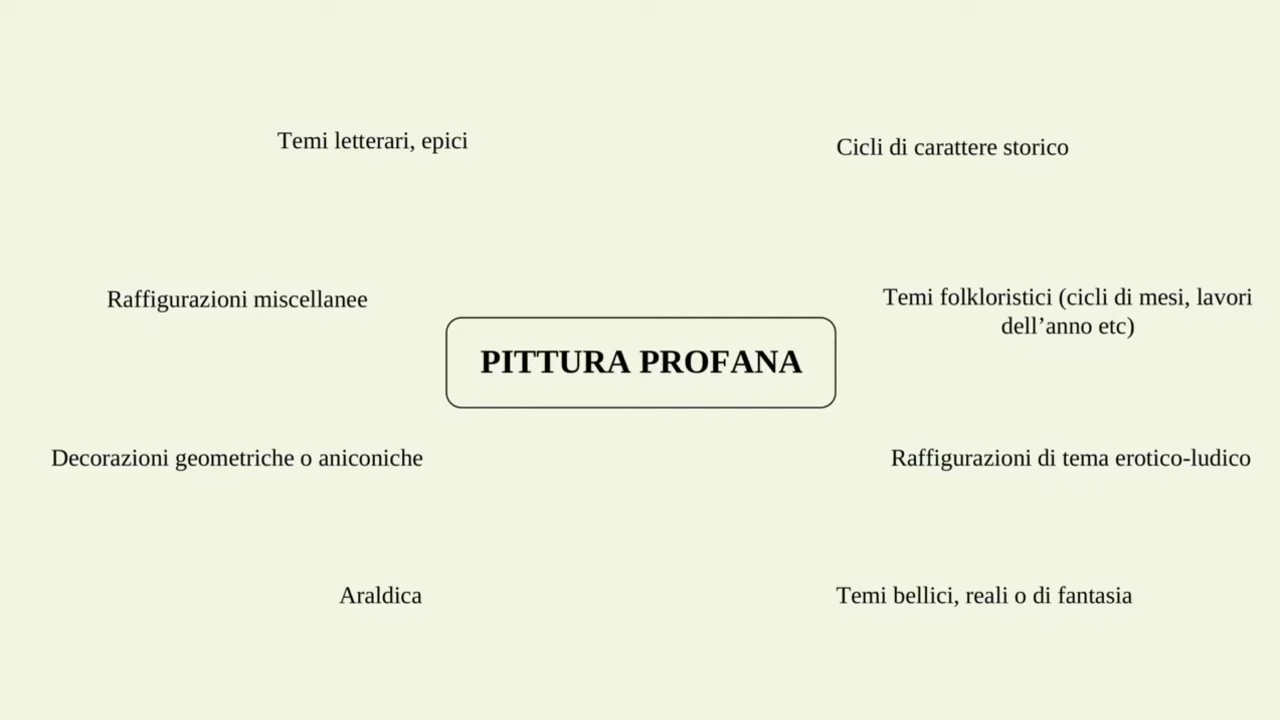 Temi letterari, epici
Cicli di carattere storico
Raffigurazioni miscellanee
Temi folkloristici (cicli di mesi, lavori
dell’anno etc)
PITTURA PROFANA
Decorazioni geometriche o aniconiche
Raffigurazioni di tema erotico-ludico
Araldica
Temi bellici, reali o di fantasia